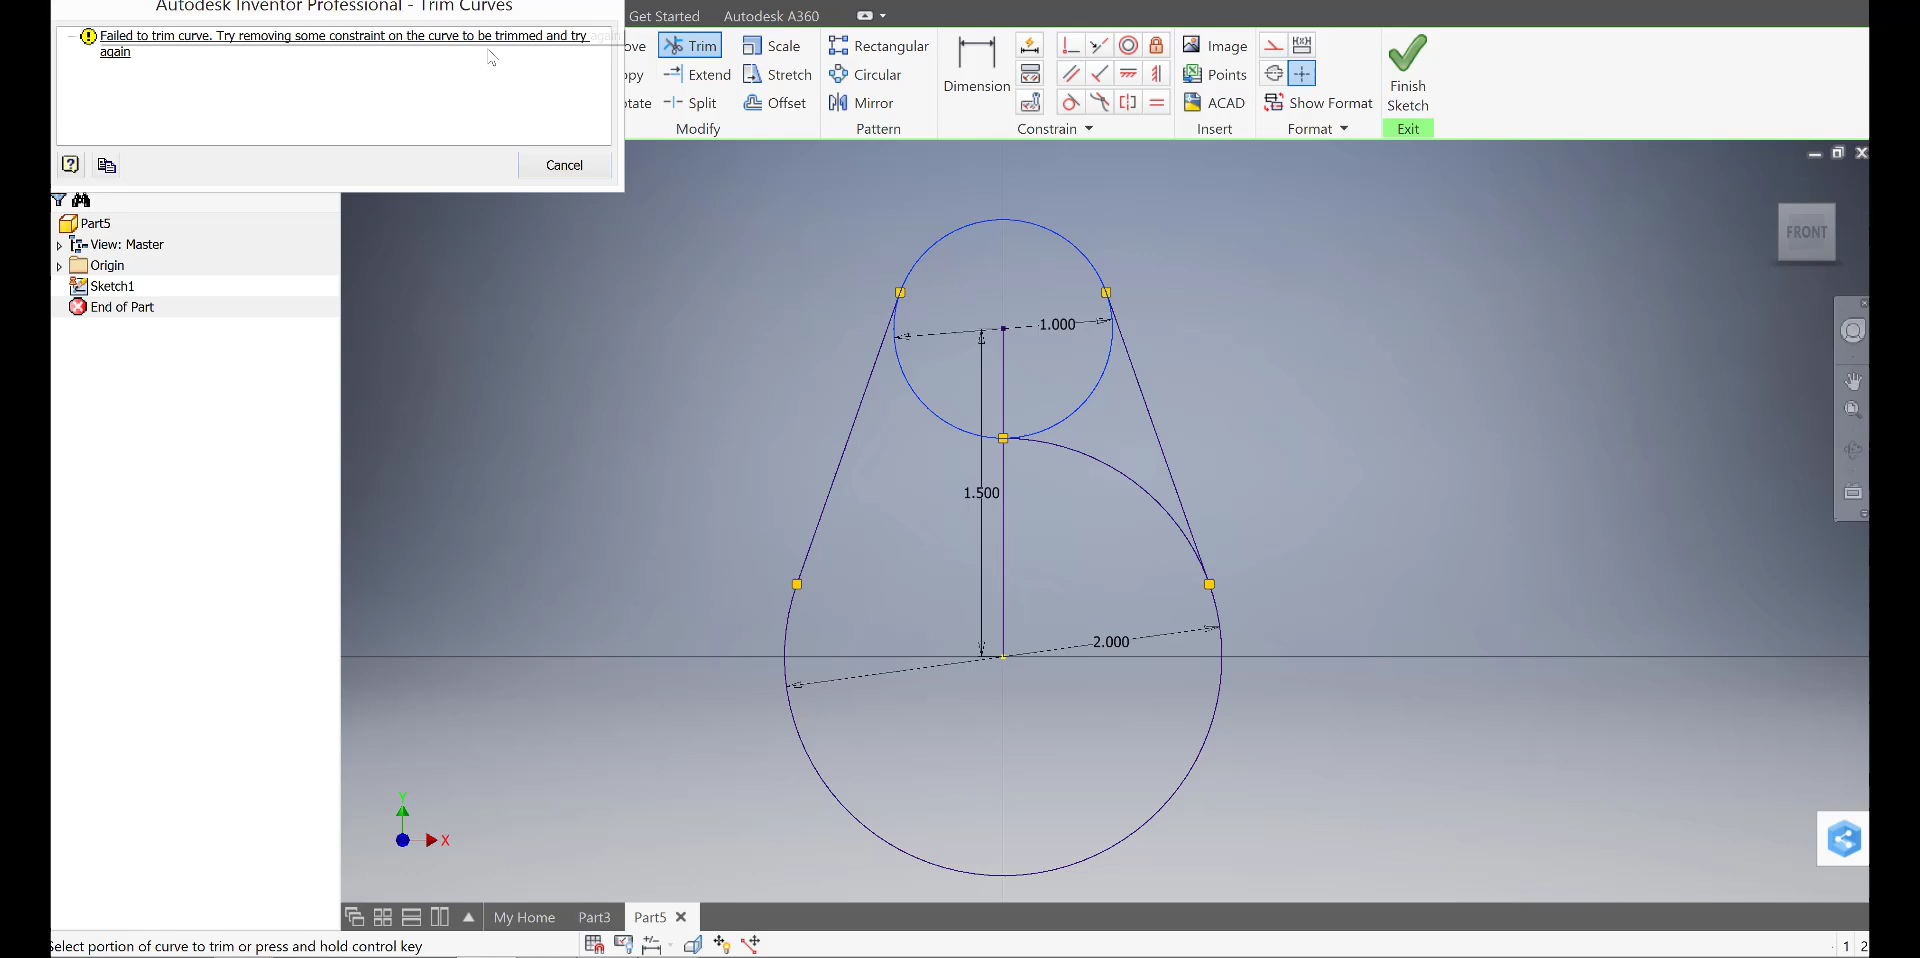 Autodesk Inventor Professional - Trim Curves
Failed to trim curve. Try removing some constraint on the curve to be trimmed and try again
again
Cancel
Get Started
Autodesk A360
Trim
Scale
Rectangular
Extend
Stretch
Circular
Split
Offset
Mirror
Modify
Pattern
Dimension
Constrain
Image
Points
ACAD
Insert
Show Format
Format
Finish
Sketch
Exit
Part5
View: Master
Origin
Sketch1
End of Part
FRONT
1.000
1.500
2.000
Y
X
My Home
Part3
Part5
Select portion of curve to trim or press and hold control key
1
2